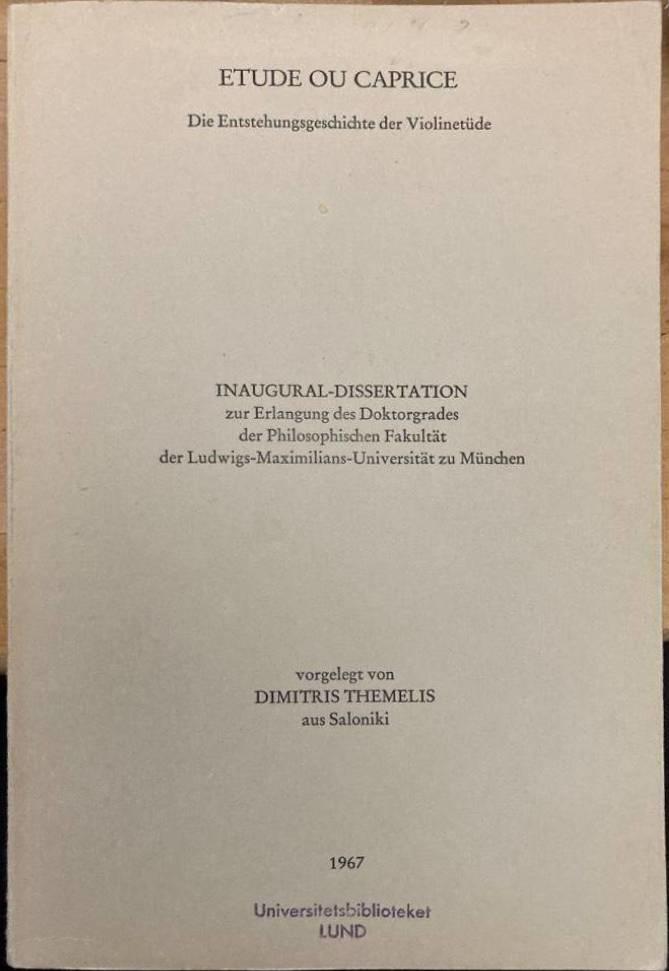 ETUDE OU CAPRICE
Die Entstehungsgeschichte der Violinetüde
INAUGURAL-DISSERTATION
zur Erlangung des Doktorgrades
der Philosophischen Fakultät
der Ludwigs-Maximilians-Universität zu München
vorgelegt von
DIMITRIS THEMELIS
aus Saloniki
1967
Universitetsbiblioteket
LUND